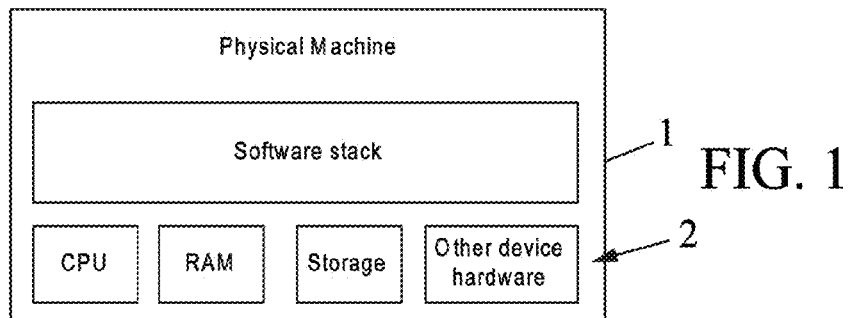 Physical Machine
Software stack
1
FIG. 1
CPU
RAM
Storage
Other device
hardware
2